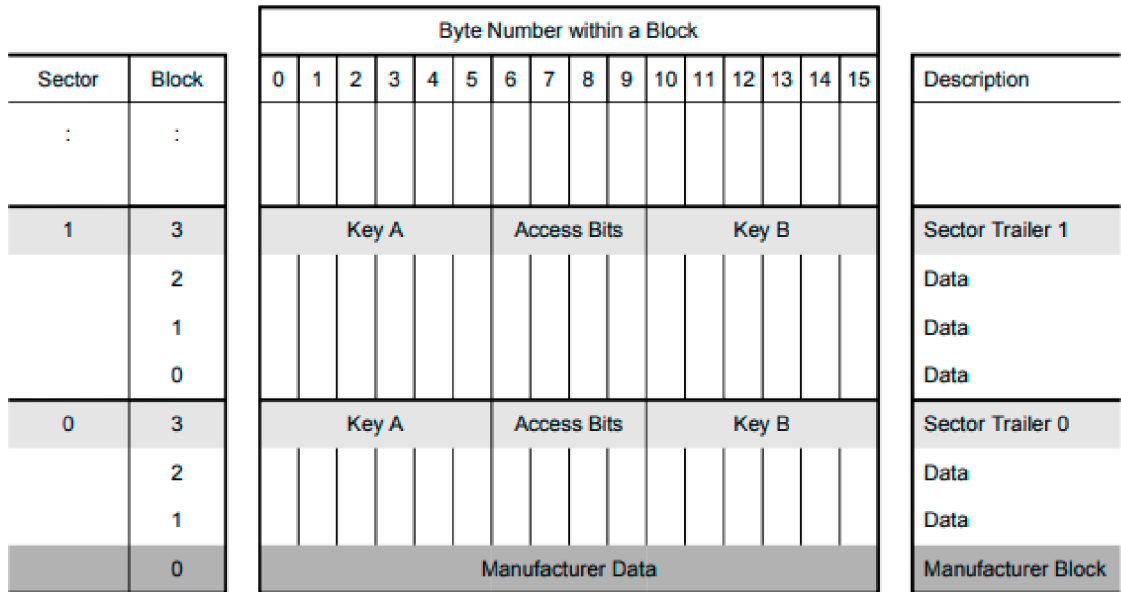 Byte Number within a Block
Sector Block 0 1 2 3 4 5 6 7 8 9 10 11 12 13 14 15 Description
: :
1 3 Key A Access Bits Key B Sector Trailer 1
2 Data
1 Data
0 Data
0 3 Key A Access Bits Key B Sector Trailer 0
2 Data
1 Data
0 Manufacturer Data Manufacturer Block